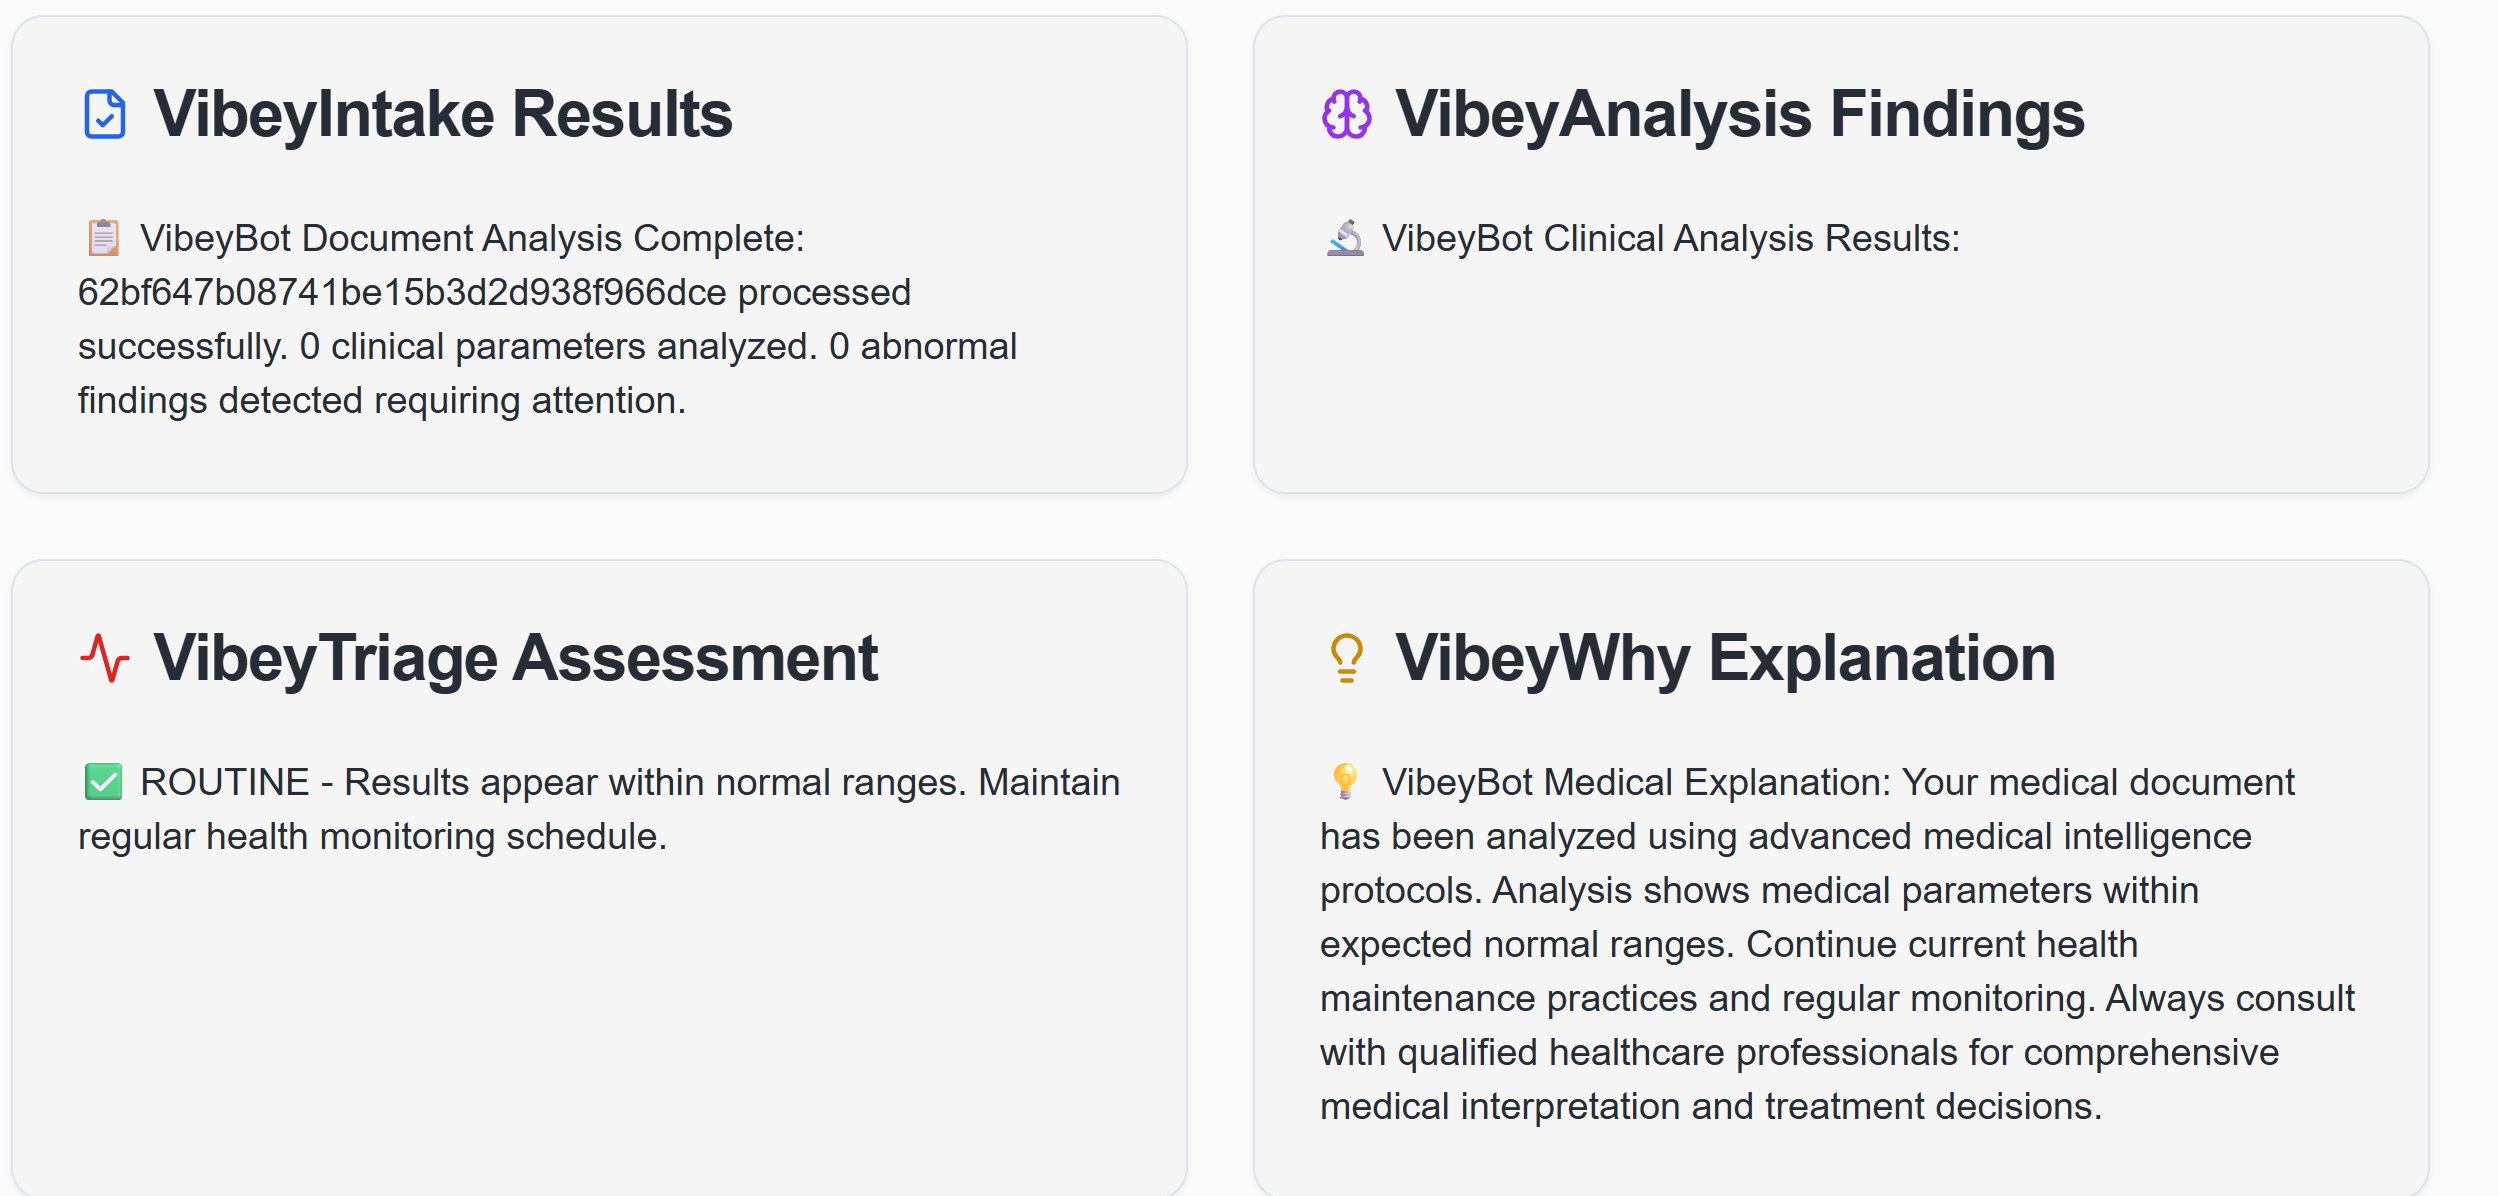 VibeyIntake Results
📋 VibeyBot Document Analysis Complete:
62bf647b08741be15b3d2d938f966dce processed
successfully. 0 clinical parameters analyzed. 0 abnormal
findings detected requiring attention.
VibeyAnalysis Findings
🔬 VibeyBot Clinical Analysis Results:
VibeyTriage Assessment
✅ ROUTINE - Results appear within normal ranges. Maintain
regular health monitoring schedule.
VibeyWhy Explanation
💡 VibeyBot Medical Explanation: Your medical document
has been analyzed using advanced medical intelligence
protocols. Analysis shows medical parameters within
expected normal ranges. Continue current health
maintenance practices and regular monitoring. Always consult
with qualified healthcare professionals for comprehensive
medical interpretation and treatment decisions.